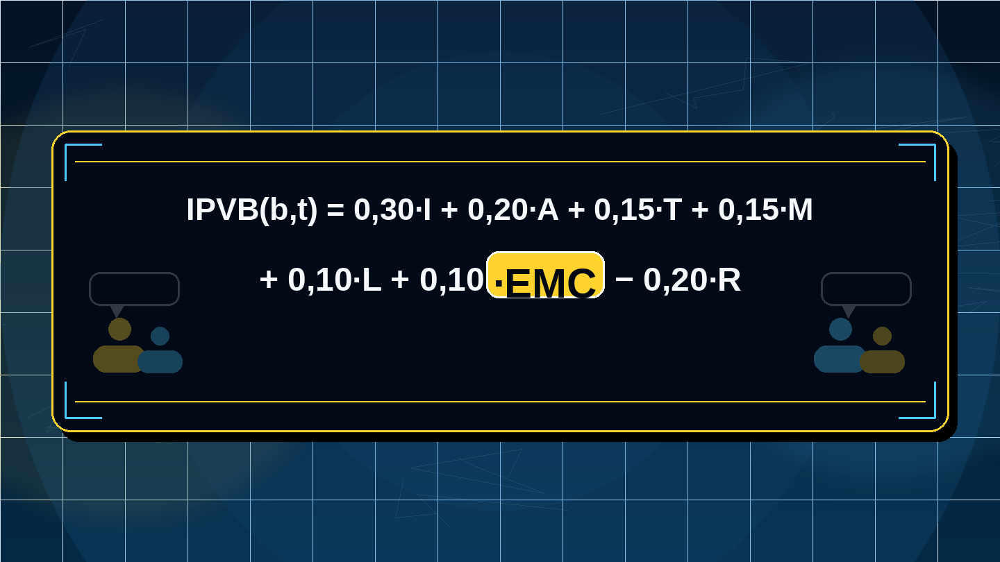 IPVB(b,t) = 0,30·I + 0,20·A + 0,15·T + 0,15·M
+ 0,10·L + 0,10·EMC − 0,20·R